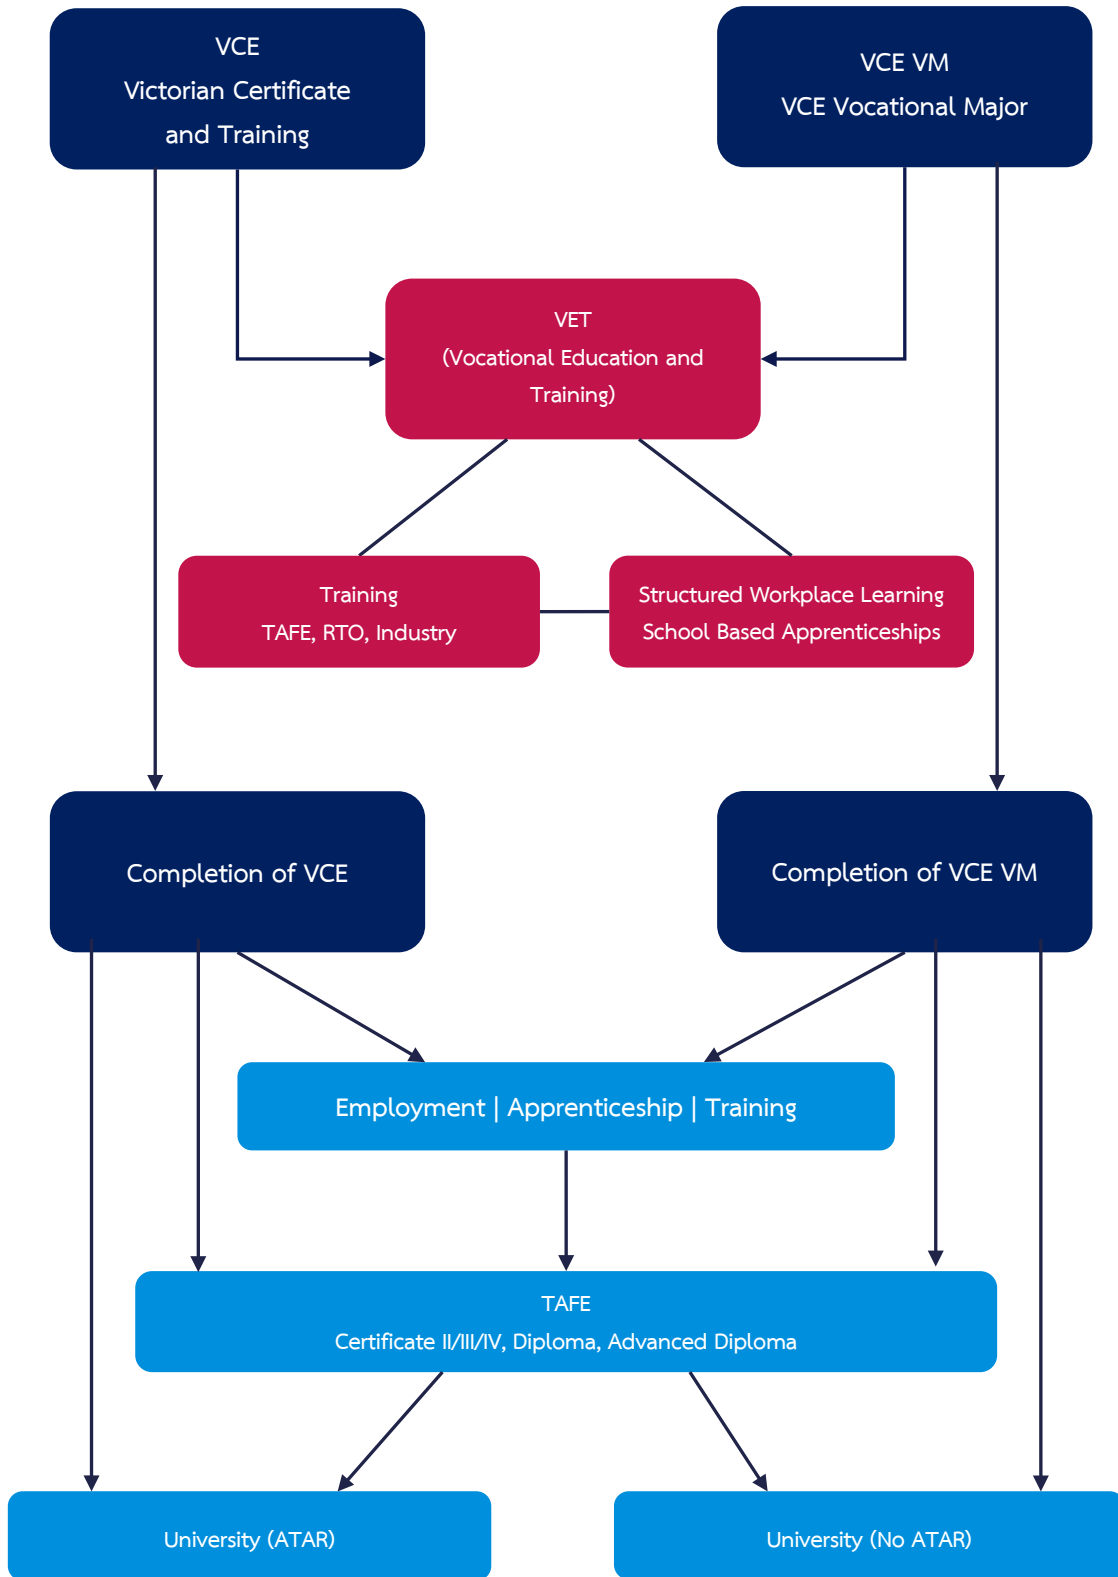 VCE
Victorian Certificate
and Training
VCE VM
VCE Vocational Major
VET
(Vocational Education and
Training)
Training
TAFE, RTO, Industry
Structured Workplace Learning
School Based Apprenticeships
Completion of VCE
Completion of VCE VM
Employment | Apprenticeship | Training
TAFE
Certificate II/III/IV, Diploma, Advanced Diploma
University (ATAR)
University (No ATAR)